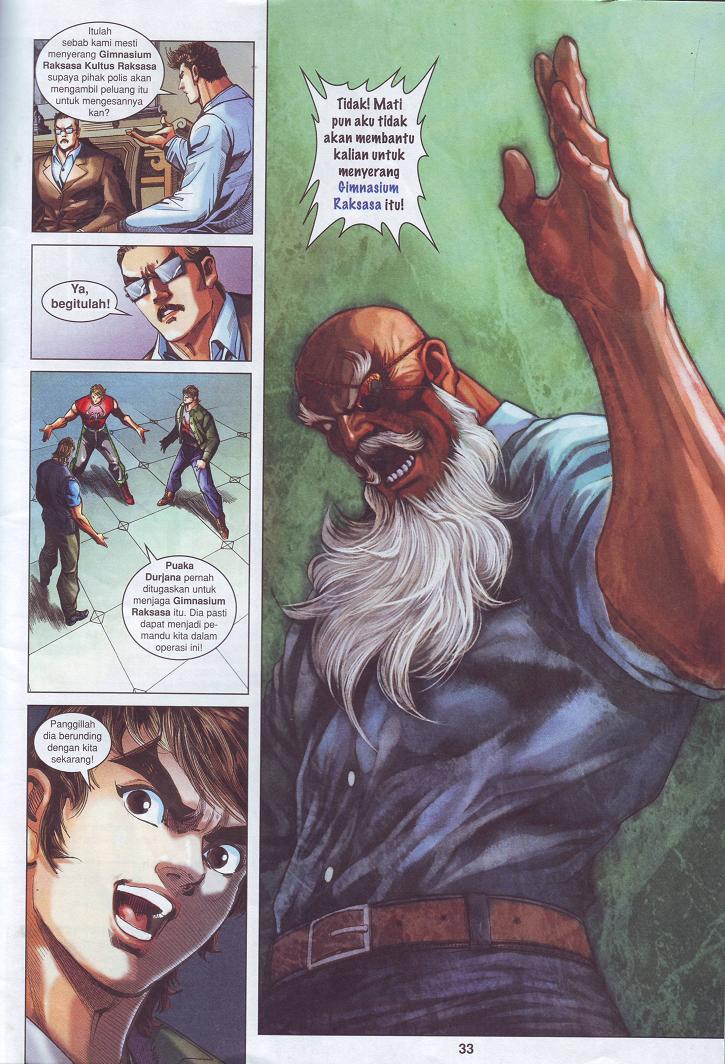 Itulah
sebab kami mesti
menyerang Gimnasium
Raksasa Kultus Raksasa
supaya pihak polis akan
mengambil peluang itu
untuk mengesannya
kan?
Ya,
begitulah!
Puaka
Durjana pernah
ditugaskan untuk
menjaga Gimnasium
Raksasa itu. Dia pasti
dapat menjadi pe-
mandu kita dalam
operasi ini!
Panggillah
dia berunding
dengan kita
sekarang!
Tidak! Mati
pun aku tidak
akan membantu
kalian untuk
menyerang
Gimnasium
Raksasa itu!
33